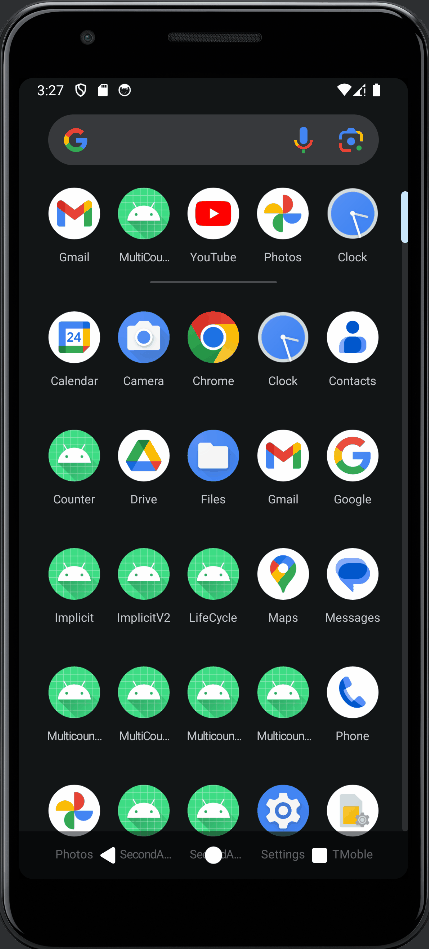 3:27
Gmail MultiCou... YouTube Photos Clock
24
Calendar Camera Chrome Clock Contacts
Counter Drive Files Gmail Google
Implicit ImplicitV2 LifeCycle Maps Messages
Multicoun... MultiCou... Multicoun... Multicoun... Phone
Photos SecondA... SecondA... Settings TMoble